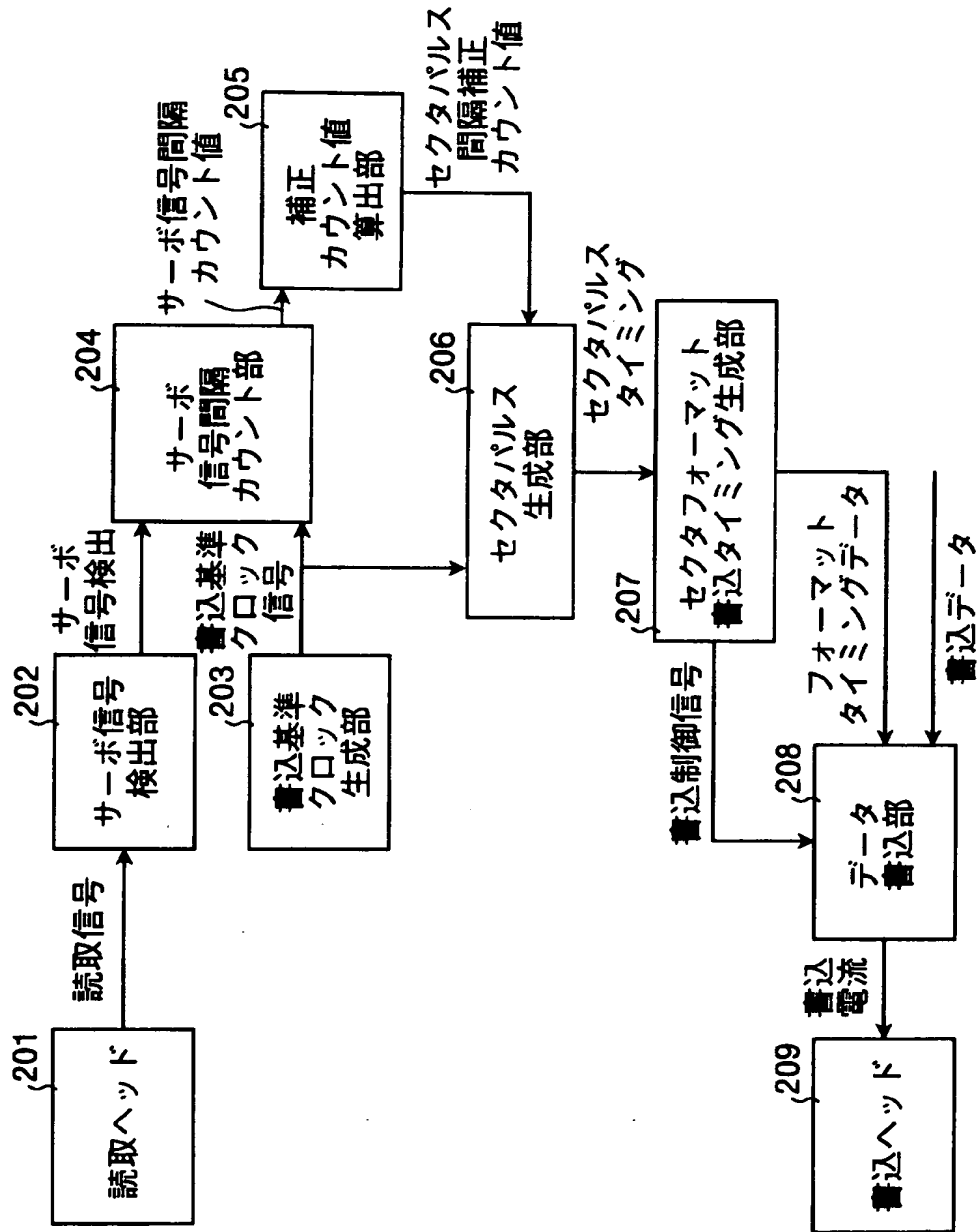 201
読取ヘッド
読取信号
202
サーボ信号
検出部
サーボ
信号検出
203
書込基準
クロック
生成部
書込基準
クロック
信号
204
サーボ
信号間隔
カウント部
サーボ信号間隔
カウント値
205
補正
カウント値
算出部
セクタパルス
間隔補正
カウント値
206
セクタパルス
生成部
セクタパルス
タイミング
207
セクタフォーマット
書込タイミング生成部
書込制御信号
フォーマット
タイミングデータ
書込データ
208
データ
書込部
書込
電流
209
書込ヘッド